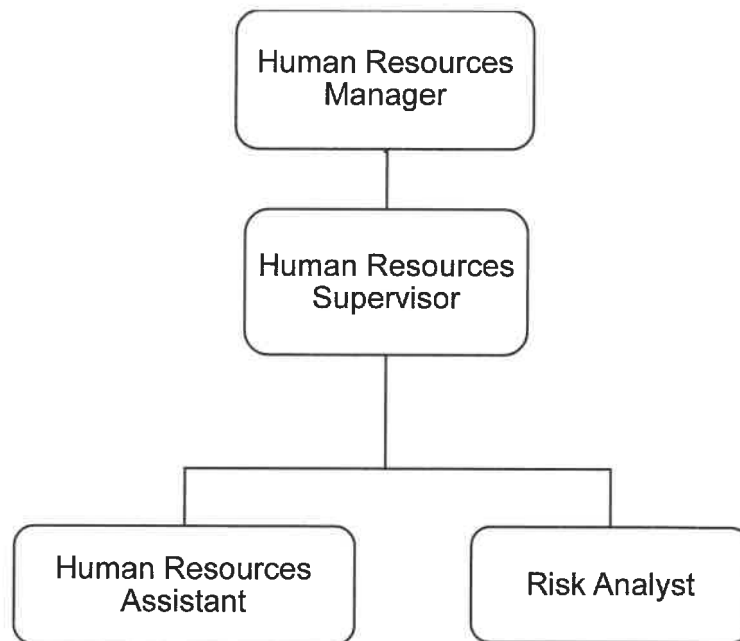 Human Resources
Manager
Human Resources
Supervisor
Human Resources
Assistant
Risk Analyst